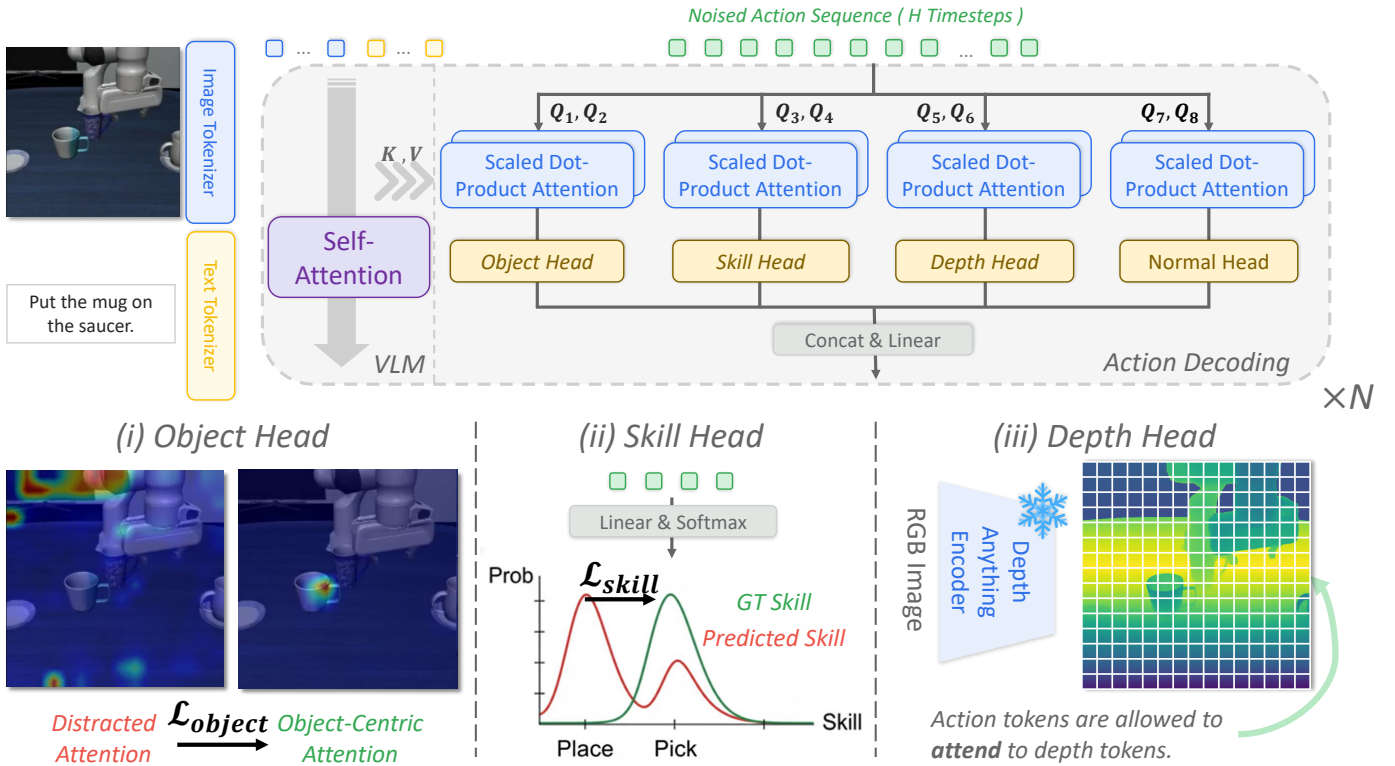 Noised Action Sequence ( H Timesteps )
... ... ...
Image Tokenizer
Text Tokenizer
Put the mug on
the saucer.
K ,V
Self-
Attention
VLM
Q1, Q2
Q3, Q4
Q5, Q6
Q7, Q8
Scaled Dot-
Product Attention
Scaled Dot-
Product Attention
Scaled Dot-
Product Attention
Scaled Dot-
Product Attention
Object Head
Skill Head
Depth Head
Normal Head
Concat & Linear
Action Decoding
×N
(i) Object Head
Distracted
Attention
ℒobject
Object-Centric
Attention
(ii) Skill Head
Linear & Softmax
Prob
ℒskill
GT Skill
Predicted Skill
Skill
Place
Pick
(iii) Depth Head
RGB Image
Depth
Anything
Encoder
Action tokens are allowed to
attend to depth tokens.